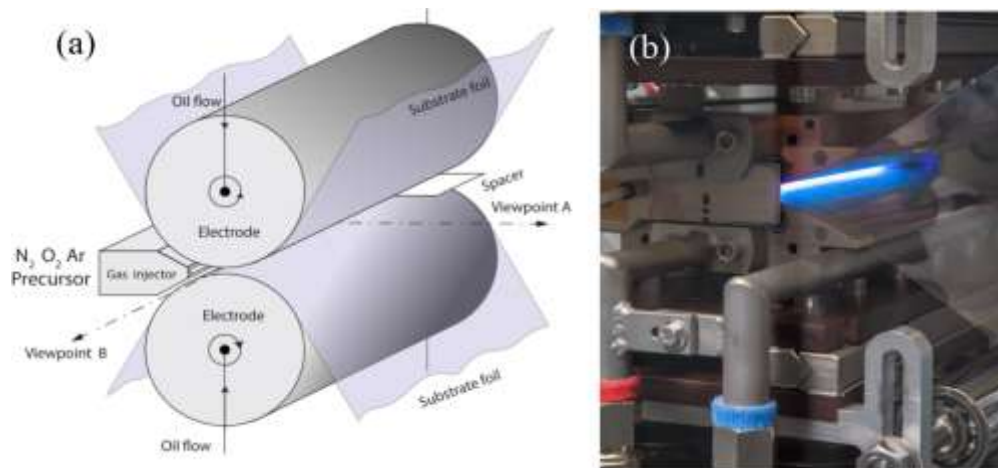 (a)
Oil flow
Substrate foil
Spacer
Viewpoint A
Electrode
N₂ O₂ Ar
Precursor
Gas injector
Electrode
Viewpoint B
Substrate foil
Oil flow
(b)